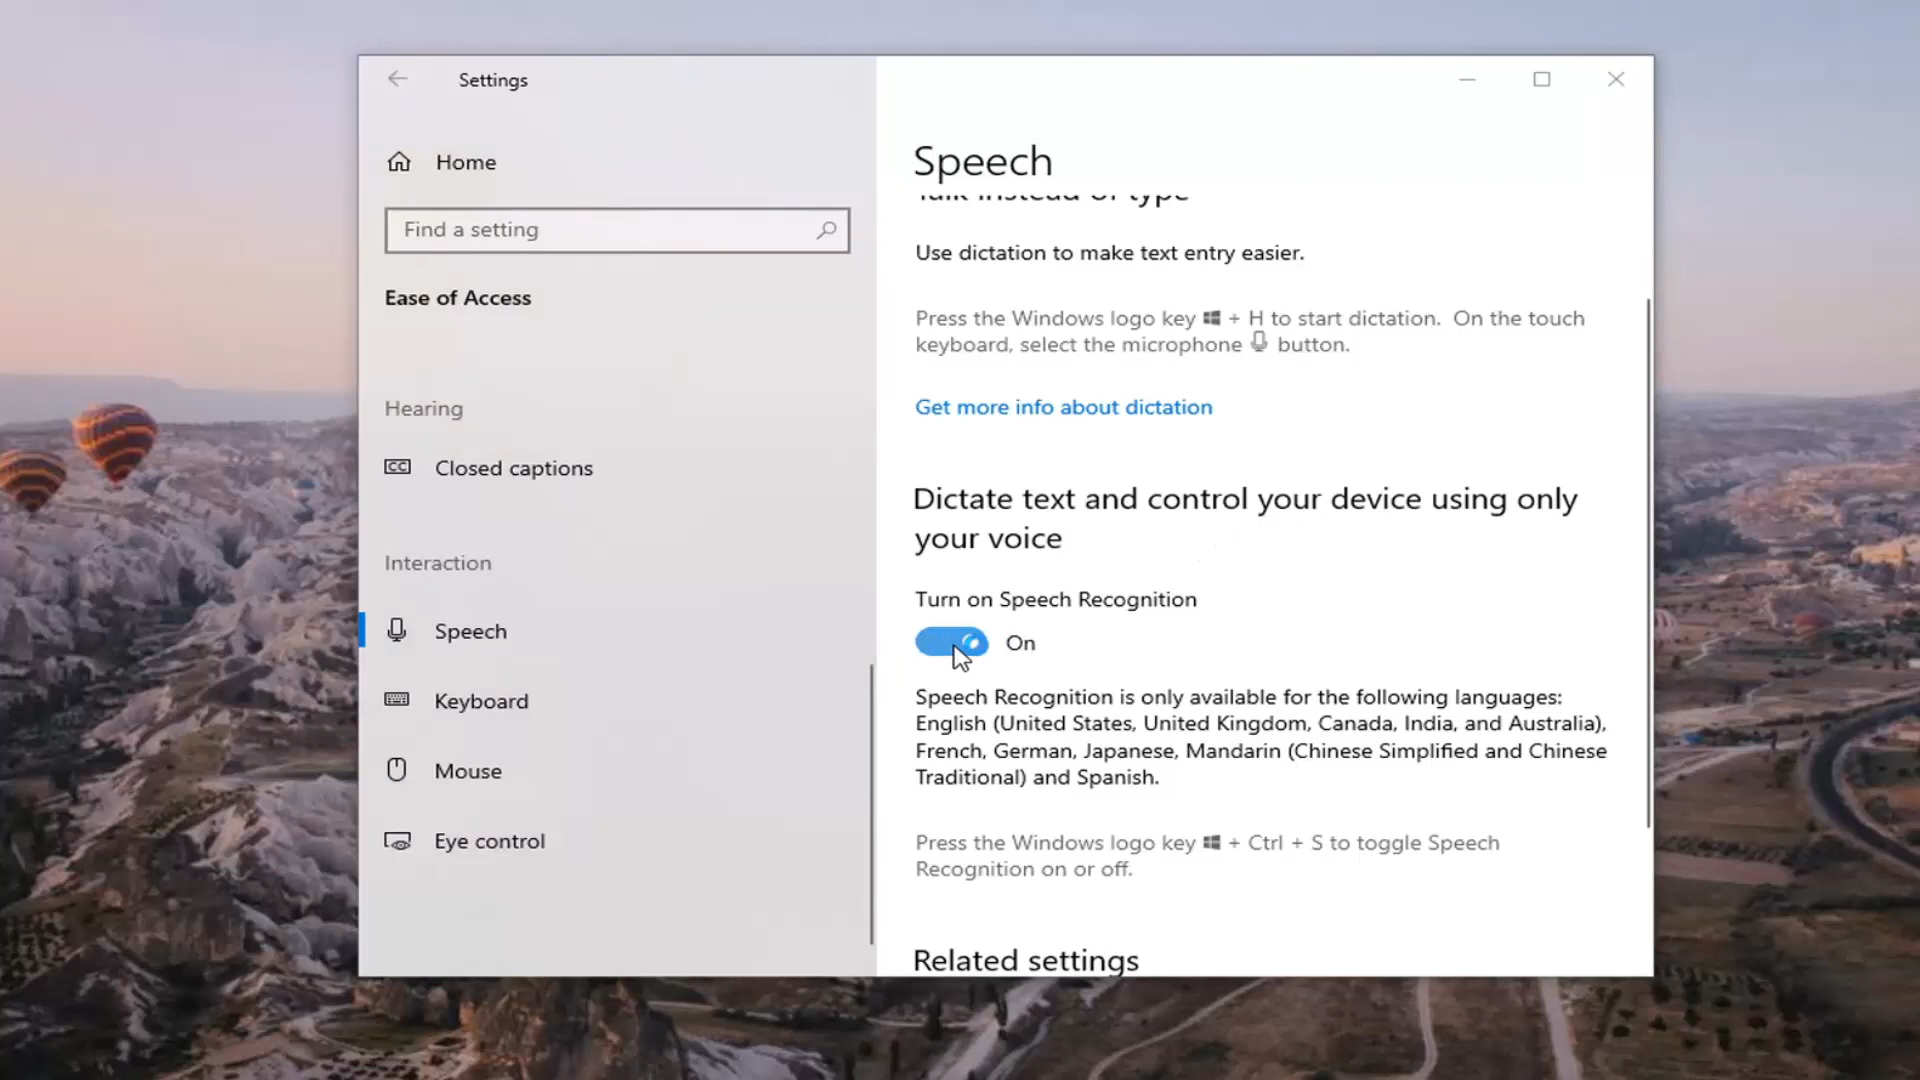 Settings
Home
Find a setting
Ease of Access
Hearing
CC Closed captions
Interaction
Speech
Keyboard
Mouse
Eye control
Speech
Talk instead of type
Use dictation to make text entry easier.
Press the Windows logo key + H to start dictation. On the touch
keyboard, select the microphone button.
Get more info about dictation
Dictate text and control your device using only
your voice
Turn on Speech Recognition
On
Speech Recognition is only available for the following languages:
English (United States, United Kingdom, Canada, India, and Australia),
French, German, Japanese, Mandarin (Chinese Simplified and Chinese
Traditional) and Spanish.
Press the Windows logo key + Ctrl + S to toggle Speech
Recognition on or off.
Related settings